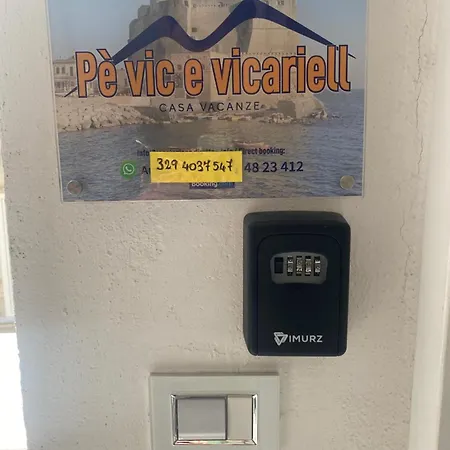 Pè vic e vicariell
CASA VACANZE
direct booking:
329 4037547 48 23 412
Booking
VIMURZ